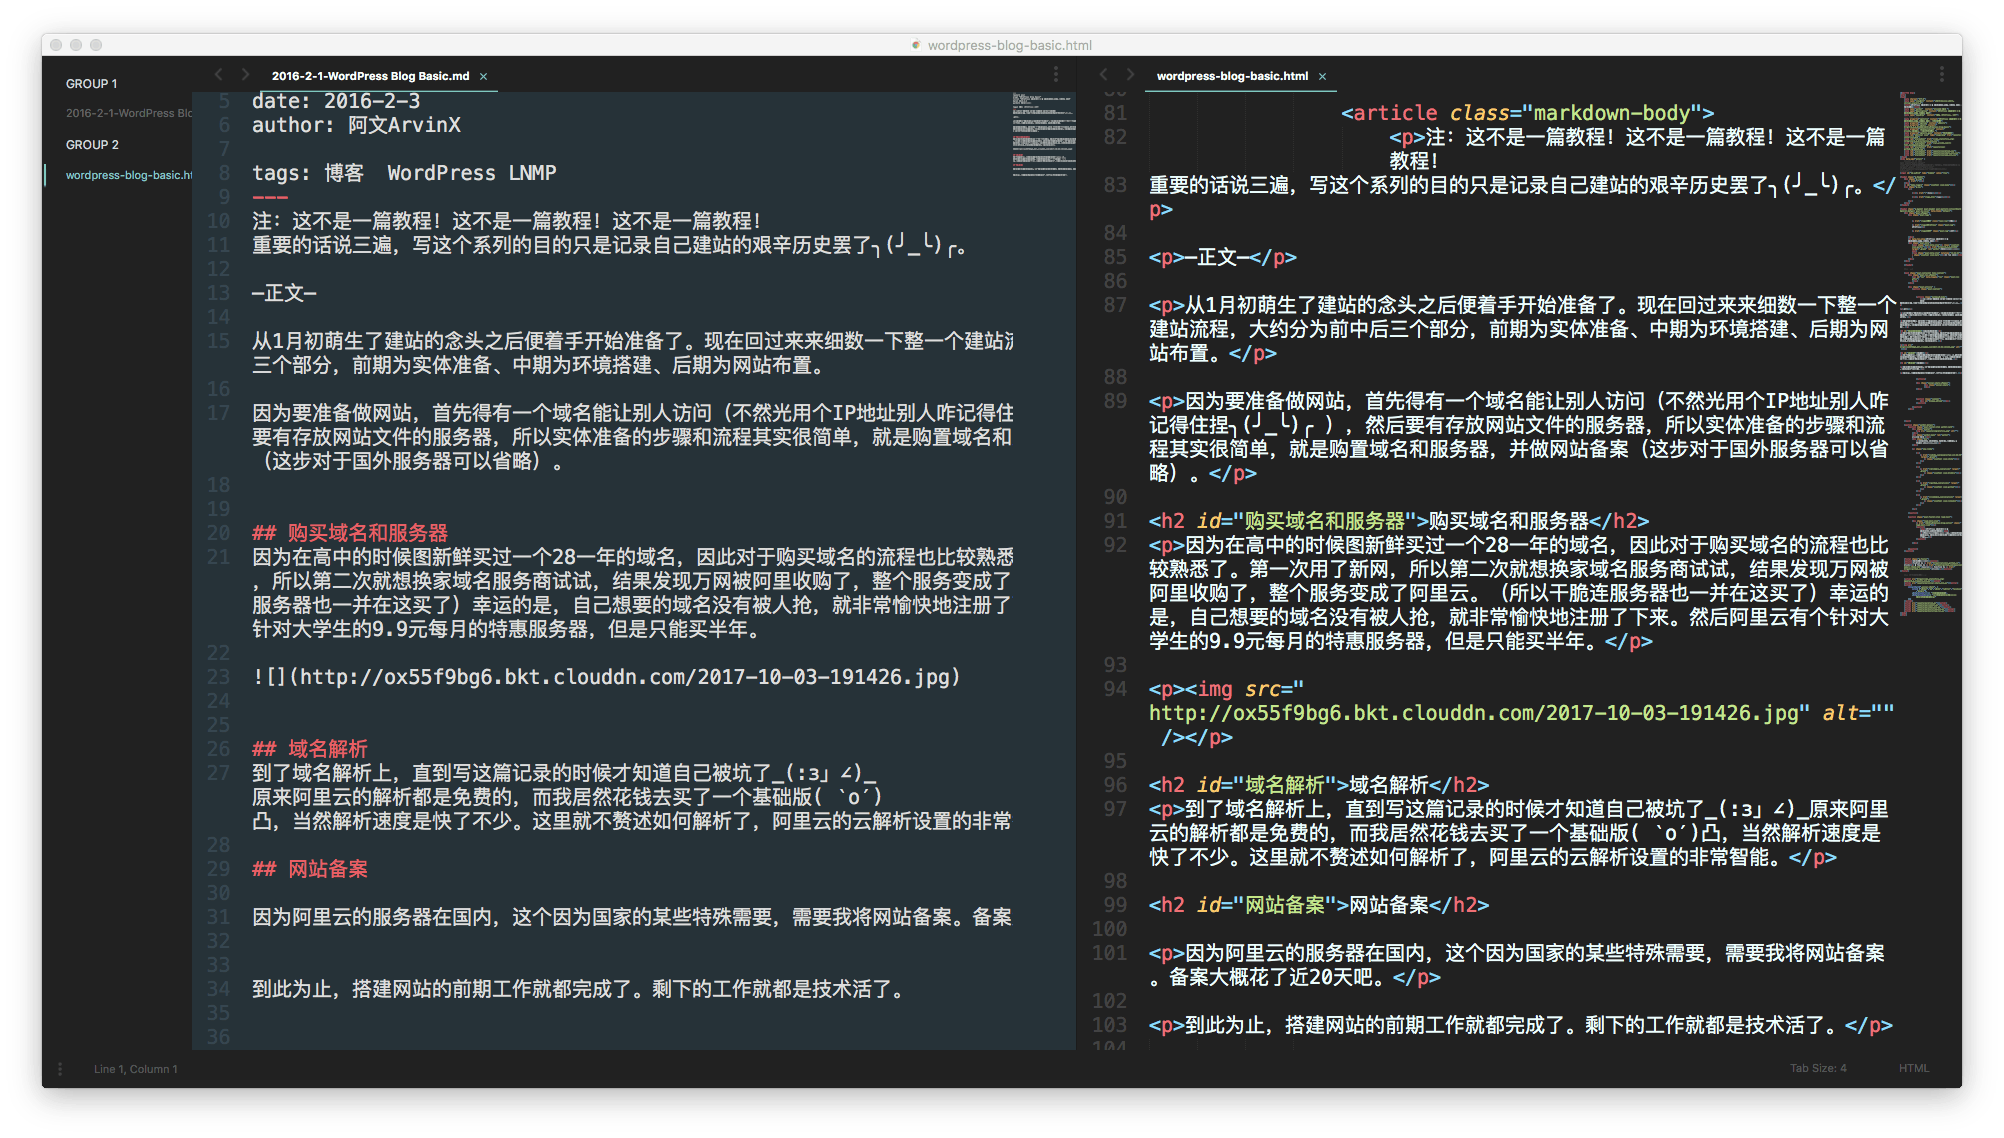 wordpress-blog-basic.html
GROUP 1
2016-2-1-WordPress Blo
GROUP 2
wordpress-blog-basic.ht
2016-2-1-WordPress Blog Basic.md ×
5 date: 2016-2-3
6 author: 阿文ArvinX
7
8 tags: 博客  WordPress LNMP
9 ---
10 注：这不是一篇教程！这不是一篇教程！这不是一篇教程！
11 重要的话说三遍，写这个系列的目的只是记录自己建站的艰辛历史罢了╮(╯_╰)╭。
12
13 —正文—
14
15 从1月初萌生了建站的念头之后便着手开始准备了。现在回过来来细数一下整一个建站流
三个部分，前期为实体准备、中期为环境搭建、后期为网站布置。
16
17 因为要准备做网站，首先得有一个域名能让别人访问（不然光用个IP地址别人咋记得住
要有存放网站文件的服务器，所以实体准备的步骤和流程其实很简单，就是购置域名和
（这步对于国外服务器可以省略）。
18
19
20 ## 购买域名和服务器
21 因为在高中的时候图新鲜买过一个28一年的域名，因此对于购买域名的流程也比较熟悉
，所以第二次就想换家域名服务商试试，结果发现万网被阿里收购了，整个服务变成了
服务器也一并在这买了）幸运的是，自己想要的域名没有被人抢，就非常愉快地注册了
针对大学生的9.9元每月的特惠服务器，但是只能买半年。
22
23 ![](http://ox55f9bg6.bkt.clouddn.com/2017-10-03-191426.jpg)
24
25
26 ## 域名解析
27 到了域名解析上，直到写这篇记录的时候才知道自己被坑了_(:з」∠)_
原来阿里云的解析都是免费的，而我居然花钱去买了一个基础版( `o´)
凸，当然解析速度是快了不少。这里就不赘述如何解析了，阿里云的云解析设置的非常
28
29 ## 网站备案
30
31 因为阿里云的服务器在国内，这个因为国家的某些特殊需要，需要我将网站备案。备案
32
33
34 到此为止，搭建网站的前期工作就都完成了。剩下的工作就都是技术活了。
35
36
wordpress-blog-basic.html ×
81 <article class="markdown-body">
82 <p>注：这不是一篇教程！这不是一篇教程！这不是一篇
教程！
83 重要的话说三遍，写这个系列的目的只是记录自己建站的艰辛历史罢了╮(╯_╰)╭。</
p>
84
85 <p>—正文—</p>
86
87 <p>从1月初萌生了建站的念头之后便着手开始准备了。现在回过来来细数一下整一个
建站流程，大约分为前中后三个部分，前期为实体准备、中期为环境搭建、后期为网
站布置。</p>
88
89 <p>因为要准备做网站，首先得有一个域名能让别人访问（不然光用个IP地址别人咋
记得住捏╮(╯_╰)╭ ），然后要有存放网站文件的服务器，所以实体准备的步骤和流
程其实很简单，就是购置域名和服务器，并做网站备案（这步对于国外服务器可以省
略）。</p>
90
91 <h2 id="购买域名和服务器">购买域名和服务器</h2>
92 <p>因为在高中的时候图新鲜买过一个28一年的域名，因此对于购买域名的流程也比
较熟悉了。第一次用了新网，所以第二次就想换家域名服务商试试，结果发现万网被
阿里收购了，整个服务变成了阿里云。（所以干脆连服务器也一并在这买了）幸运的
是，自己想要的域名没有被人抢，就非常愉快地注册了下来。然后阿里云有个针对大
学生的9.9元每月的特惠服务器，但是只能买半年。</p>
93
94 <p><img src="
http://ox55f9bg6.bkt.clouddn.com/2017-10-03-191426.jpg" alt=""
/></p>
95
96 <h2 id="域名解析">域名解析</h2>
97 <p>到了域名解析上，直到写这篇记录的时候才知道自己被坑了_(:з」∠)_原来阿里
云的解析都是免费的，而我居然花钱去买了一个基础版( `o´)凸，当然解析速度是
快了不少。这里就不赘述如何解析了，阿里云的云解析设置的非常智能。</p>
98
99 <h2 id="网站备案">网站备案</h2>
100
101 <p>因为阿里云的服务器在国内，这个因为国家的某些特殊需要，需要我将网站备案
。备案大概花了近20天吧。</p>
102
103 <p>到此为止，搭建网站的前期工作就都完成了。剩下的工作就都是技术活了。</p>
104
Line 1, Column 1
Tab Size: 4
HTML